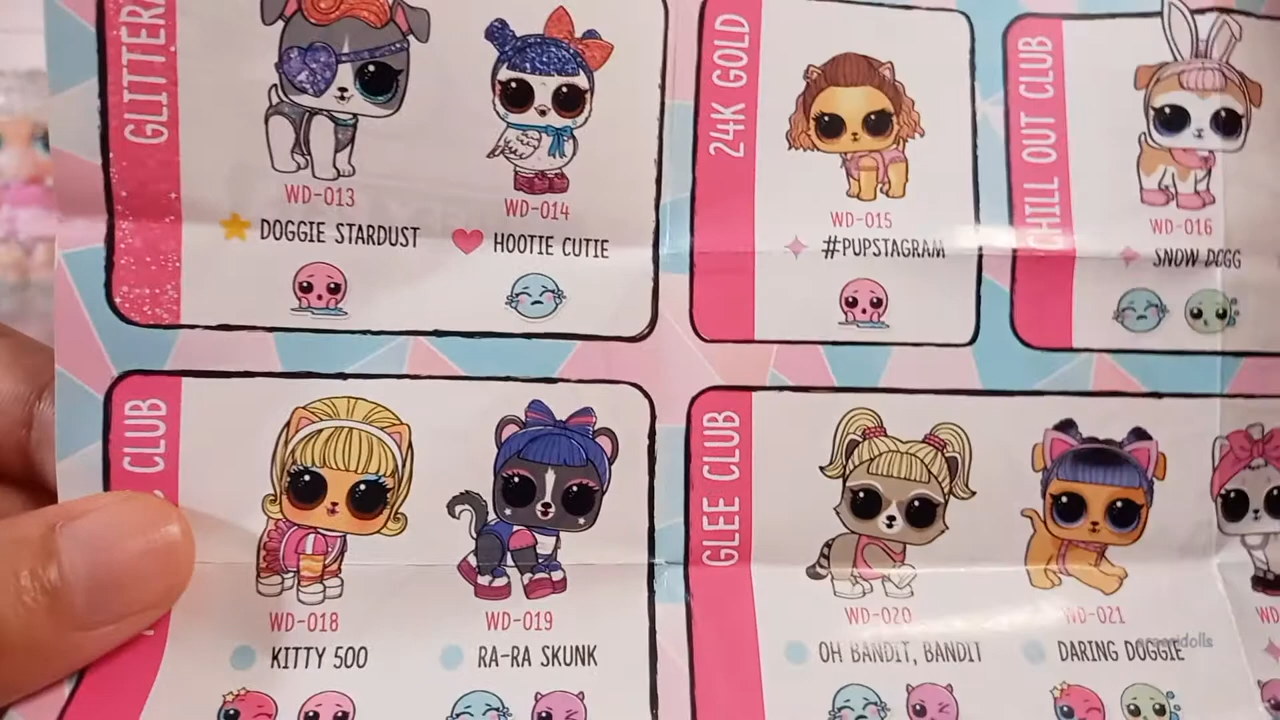 GLITTERA
WD-013
DOGGIE STARDUST
WD-014
HOOTIE CUTIE
24K GOLD
WD-015
#PUPSTAGRAM
CHILL OUT CLUB
WD-016
SNOW DOGG
CLUB
WD-018
KITTY 500
WD-019
RA-RA SKUNK
GLEE CLUB
WD-020
OH BANDIT, BANDIT
WD-021
DARING DOGGIE
WD-